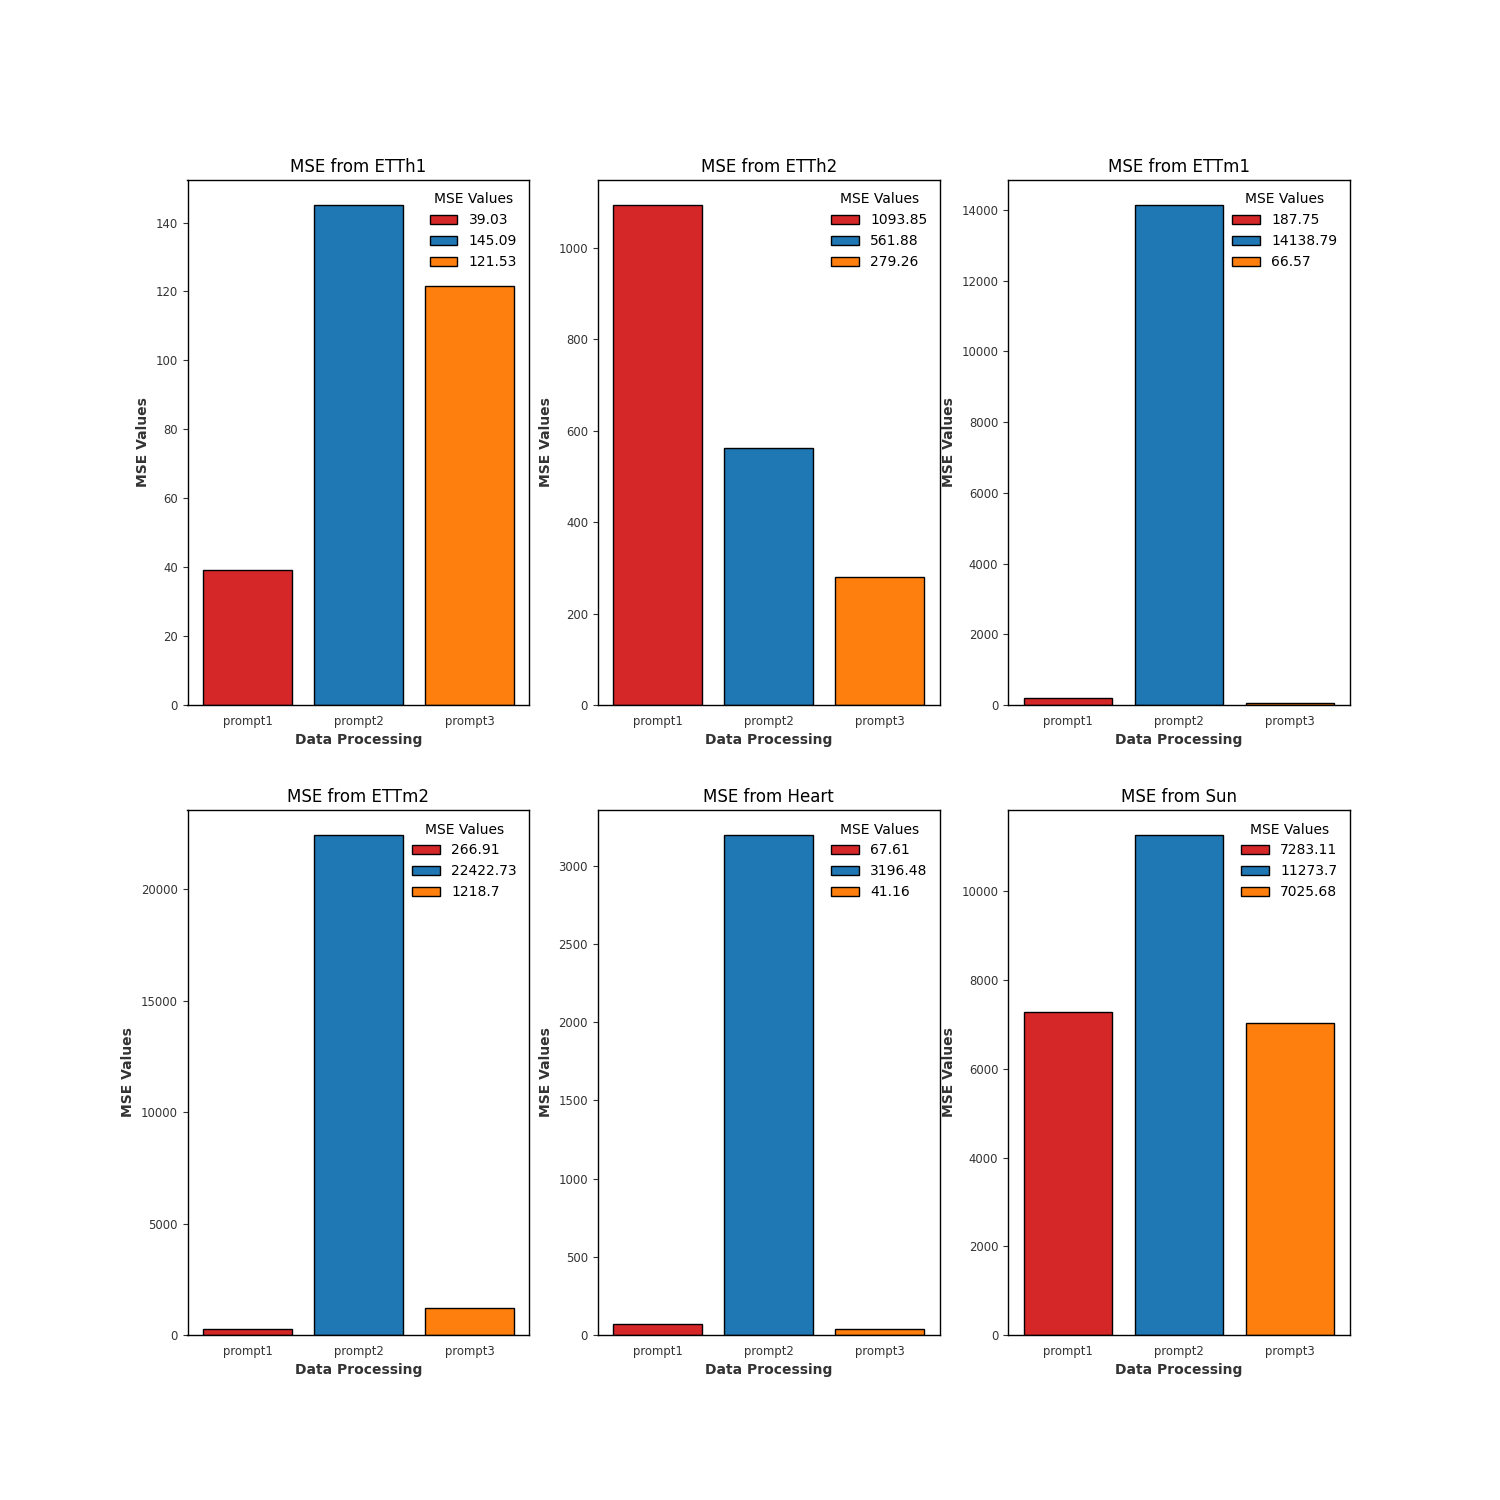 MSE from ETTh1
MSE Values
39.03
145.09
121.53
140
120
100
80
60
40
20
0
MSE Values
prompt1 prompt2 prompt3
Data Processing
MSE from ETTh2
MSE Values
1093.85
561.88
279.26
1000
800
600
400
200
0
MSE Values
prompt1 prompt2 prompt3
Data Processing
MSE from ETTm1
MSE Values
187.75
14138.79
66.57
14000
12000
10000
8000
6000
4000
2000
0
MSE Values
prompt1 prompt2 prompt3
Data Processing
MSE from ETTm2
MSE Values
266.91
22422.73
1218.7
20000
15000
10000
5000
0
MSE Values
prompt1 prompt2 prompt3
Data Processing
MSE from Heart
MSE Values
67.61
3196.48
41.16
3000
2500
2000
1500
1000
500
0
MSE Values
prompt1 prompt2 prompt3
Data Processing
MSE from Sun
MSE Values
7283.11
11273.7
7025.68
10000
8000
6000
4000
2000
0
MSE Values
prompt1 prompt2 prompt3
Data Processing